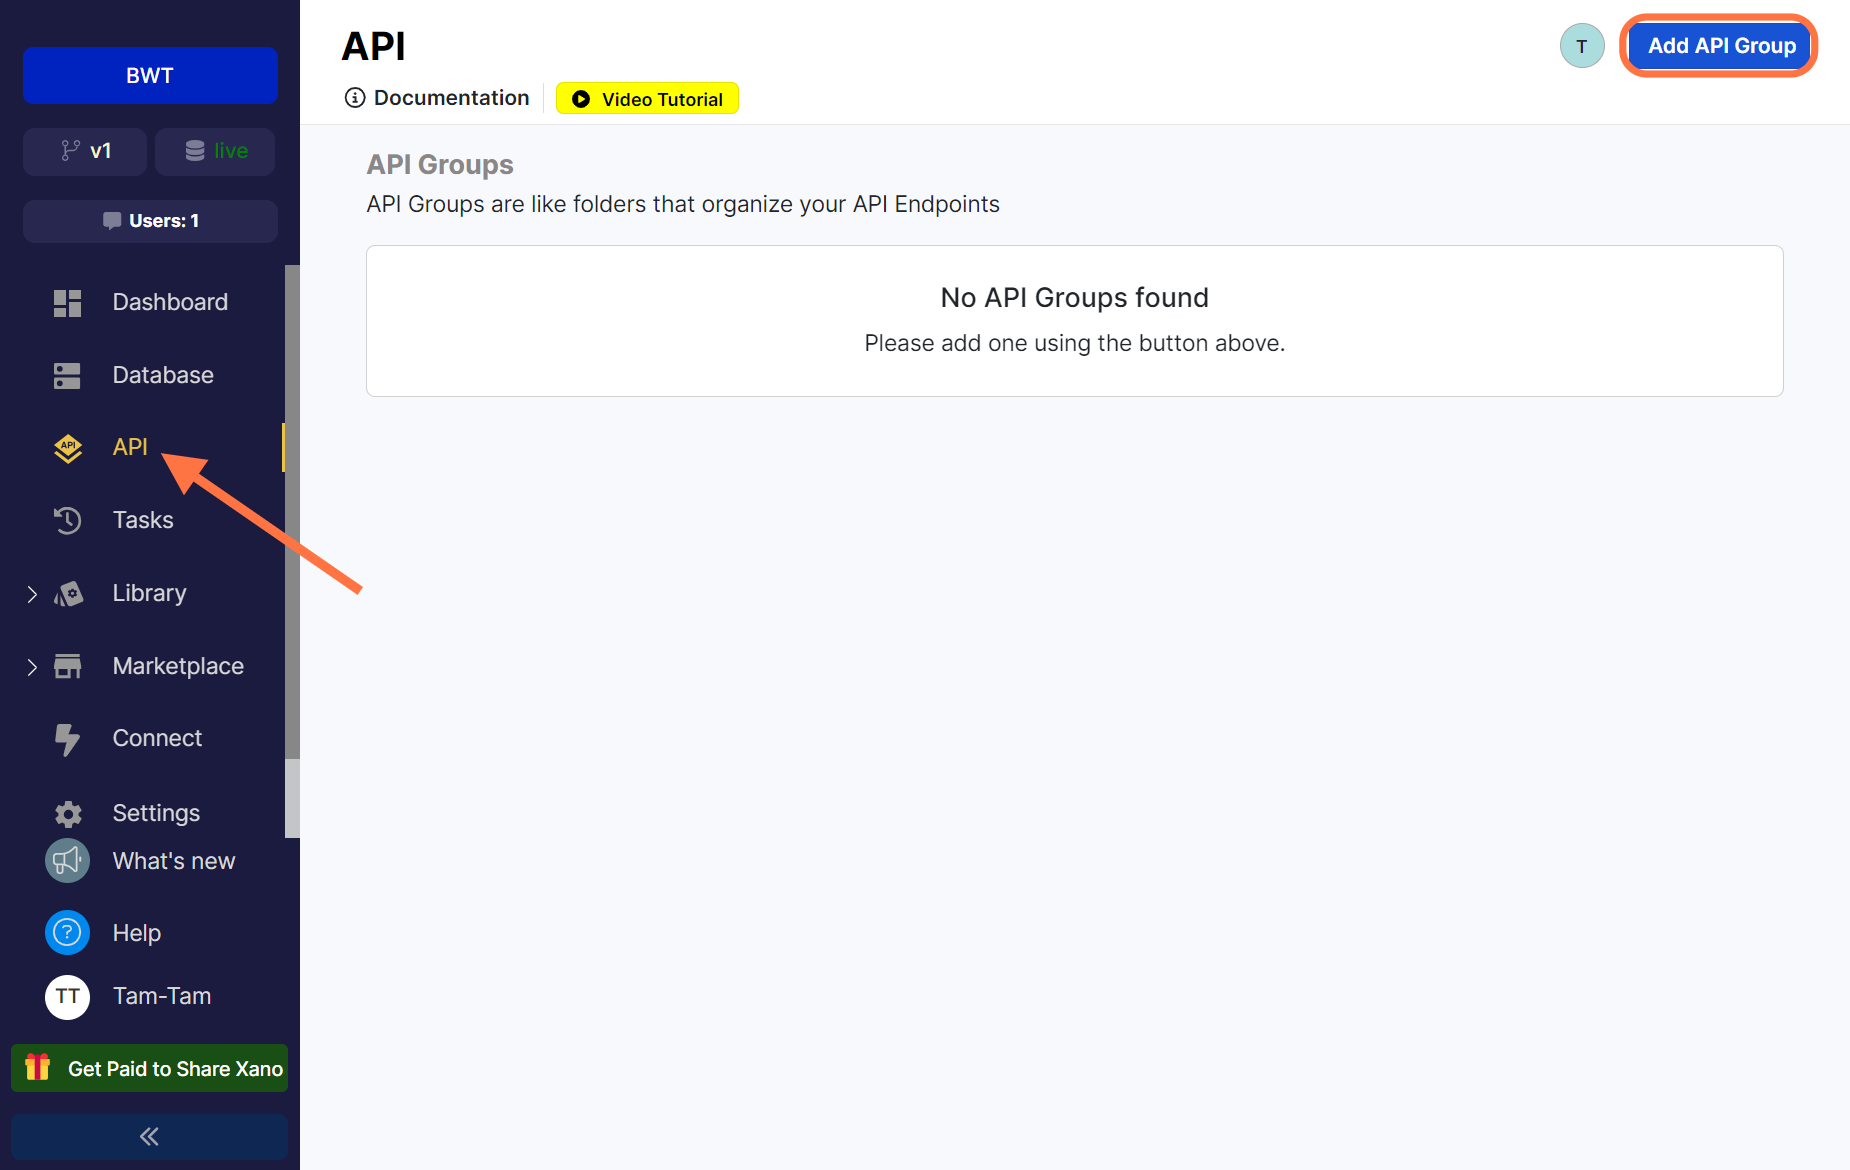 BWT
v1
live
Users: 1
Dashboard
Database
API
API
Tasks
Library
Marketplace
Connect
Settings
What's new
? Help
TT Tam-Tam
Get Paid to Share Xano
API
Documentation
Video Tutorial
T
Add API Group
API Groups
API Groups are like folders that organize your API Endpoints
No API Groups found
Please add one using the button above.